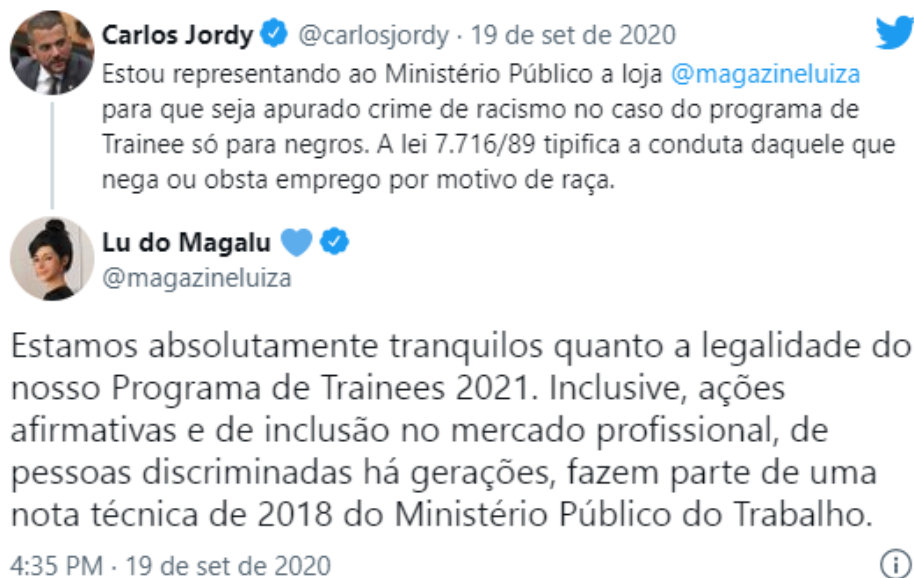 Carlos Jordy @carlosjordy · 19 de set de 2020
Estou representando ao Ministério Público a loja @magazineluiza
para que seja apurado crime de racismo no caso do programa de
Trainee só para negros. A lei 7.716/89 tipifica a conduta daquele que
nega ou obsta emprego por motivo de raça.
Lu do Magalu 💙
@magazineluiza
Estamos absolutamente tranquilos quanto a legalidade do
nosso Programa de Trainees 2021. Inclusive, ações
afirmativas e de inclusão no mercado profissional, de
pessoas discriminadas há gerações, fazem parte de uma
nota técnica de 2018 do Ministério Público do Trabalho.
4:35 PM · 19 de set de 2020